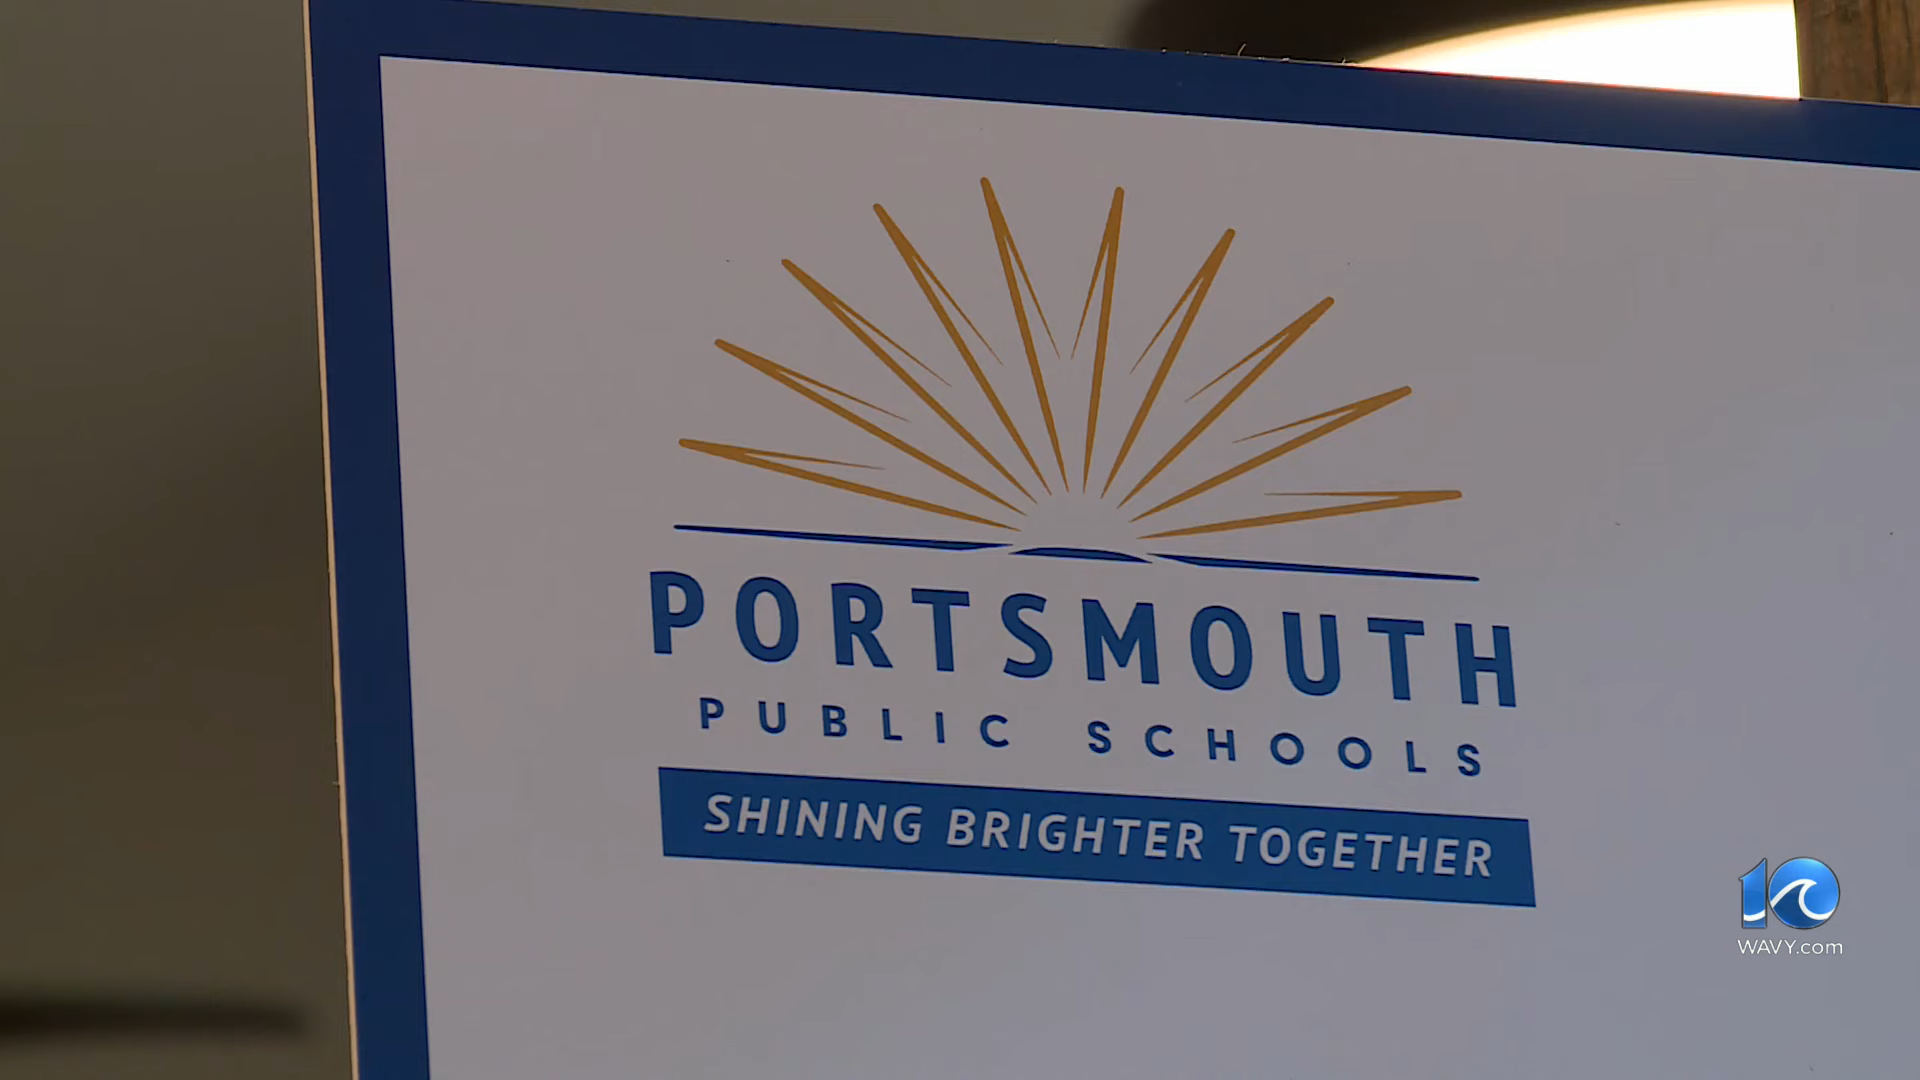 PORTSMOUTH
PUBLIC SCHOOLS
SHINING BRIGHTER TOGETHER
10
WAVY.com